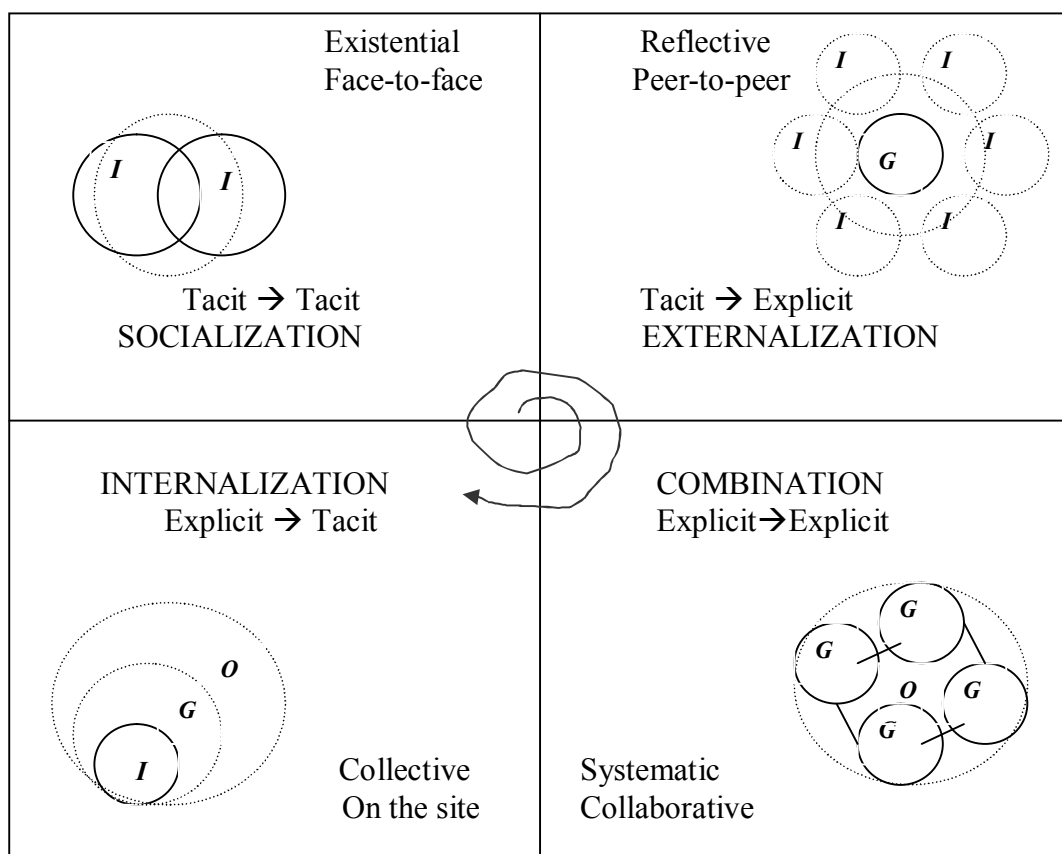 Existential
Face-to-face
I
I
Tacit → Tacit
SOCIALIZATION
Reflective
Peer-to-peer
I
I
I
G
I
I
I
Tacit → Explicit
EXTERNALIZATION
INTERNALIZATION
Explicit → Tacit
O
G
I
Collective
On the site
COMBINATION
Explicit→Explicit
G
G
O
G
G
Systematic
Collaborative